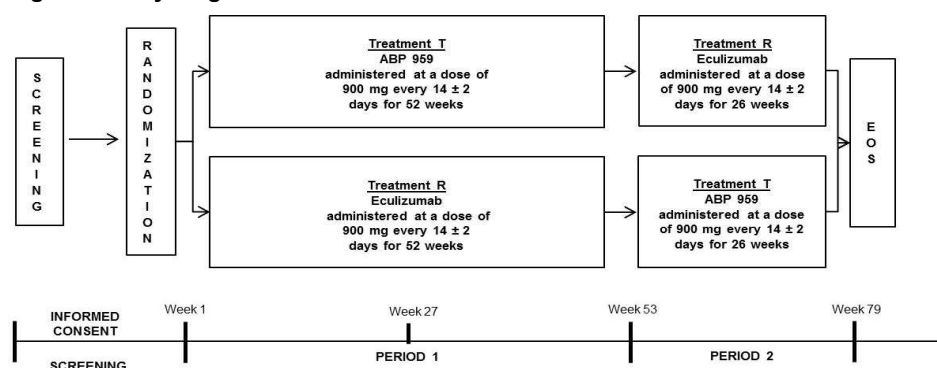 SCREENING
RANDOMIZATION
Treatment T
ABP 959
administered at a dose of
900 mg every 14 ± 2
days for 52 weeks
Treatment R
Eculizumab
administered at a dose
of 900 mg every 14 ± 2
days for 26 weeks
Treatment R
Eculizumab
administered at a dose of
900 mg every 14 ± 2
days for 52 weeks
Treatment T
ABP 959
administered at a dose
of 900 mg every 14 ± 2
days for 26 weeks
EOS
INFORMED
CONSENT
Week 1
Week 27
Week 53
Week 79
SCREENING
PERIOD 1
PERIOD 2